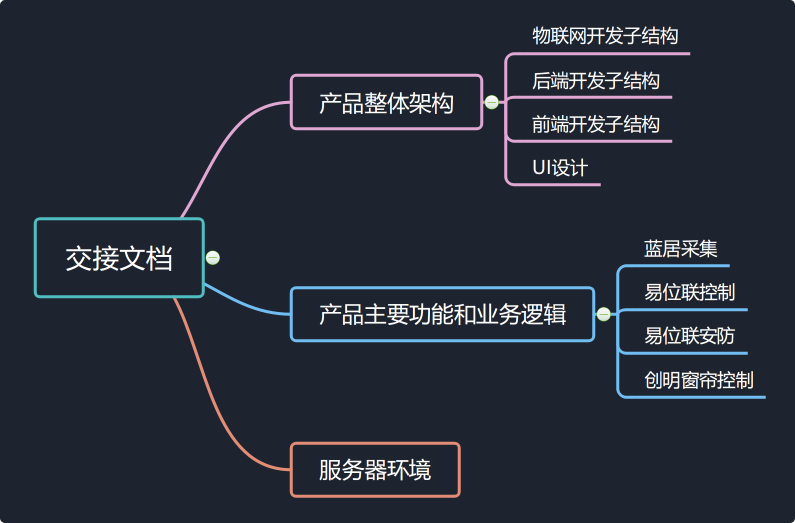 物联网开发子结构
后端开发子结构
产品整体架构
前端开发子结构
UI设计
交接文档
蓝居采集
易位联控制
产品主要功能和业务逻辑
易位联安防
创明窗帘控制
服务器环境